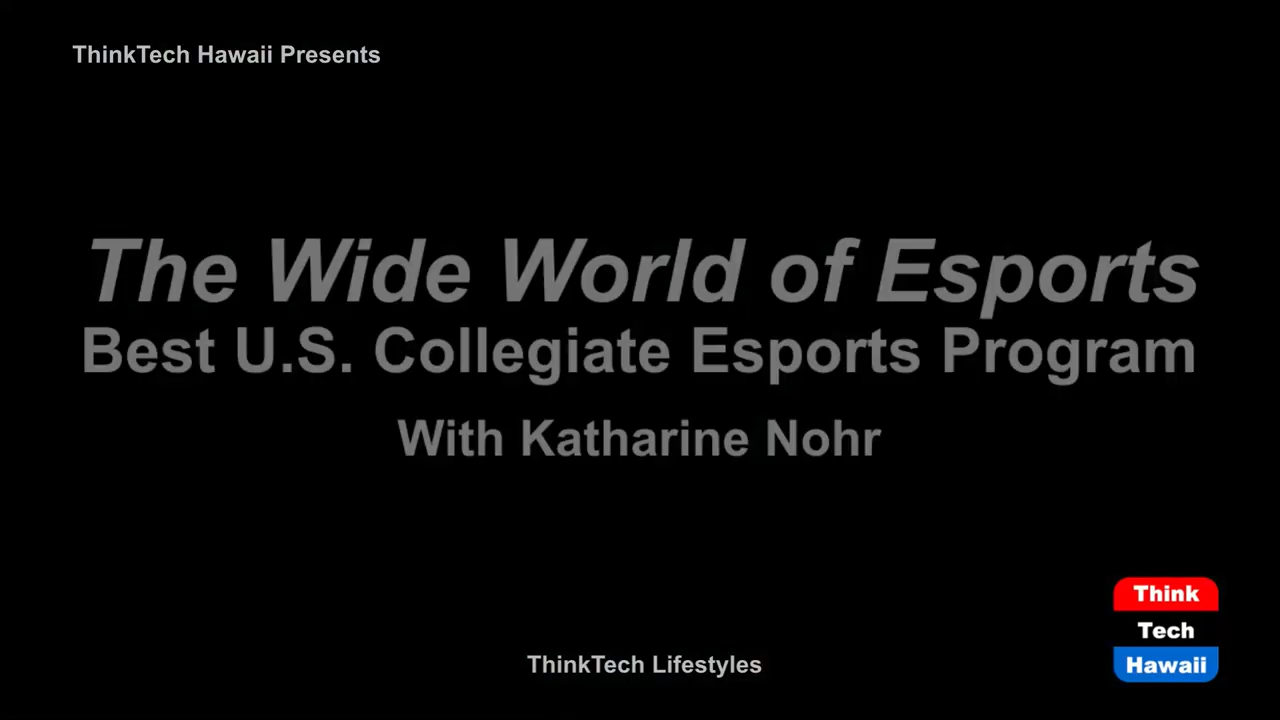 ThinkTech Hawaii Presents
The Wide World of Esports
Best U.S. Collegiate Esports Program
With Katharine Nohr
Think
Tech
Hawaii
ThinkTech Lifestyles